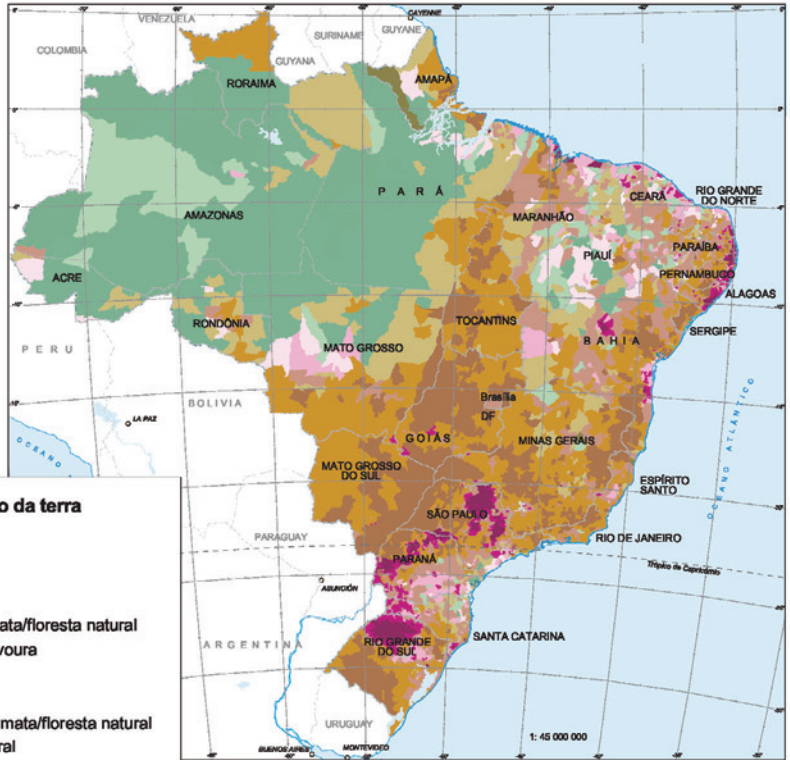 CAYENNE
VENEZUELA
SURINAME
GUYANE
COLOMBIA
GUYANA
RORAIMA
AMAPÁ
PARÁ
RIO GRANDE
DO NORTE
CEARÁ
AMAZONAS
MARANHÃO
PARAÍBA
PIAUÍ
PERNAMBUCO
ACRE
ALAGOAS
TOCANTINS
RONDÔNIA
SERGIPE
BAHIA
MATO GROSSO
PERU
Brasília
DF
BOLIVIA
LA PAZ
GOIÁS
MINAS GERAIS
OCEANO ATLÂNTICO
OCEANO
MATO GROSSO
DO SUL
ESPÍRITO
SANTO
o da terra
SÃO PAULO
RIO DE JANEIRO
PARAGUAY
PARANÁ
Trópico de Capricórnio
ASUNCIÓN
ata/floresta natural
SANTA CATARINA
voura
ARGENTINA
RIO GRANDE
DO SUL
mata/floresta natural
URUGUAY
1: 45 000 000
ral
BUENOS AIRES
MONTEVIDEO